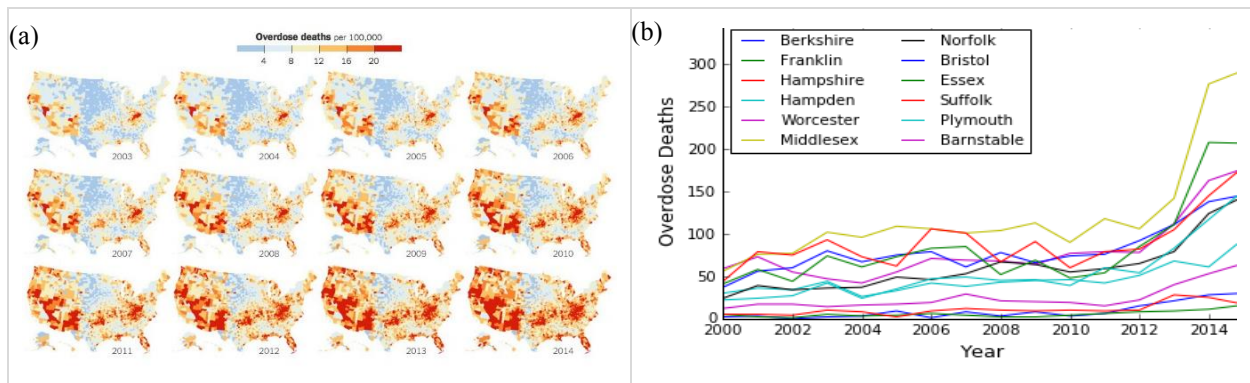 (a)
Overdose deaths per 100,000
4 8 12 16 20
2003 2004 2005 2006
2007 2008 2009 2010
2011 2012 2013 2014
(b)
Berkshire
Franklin
Hampshire
Hampden
Worcester
Middlesex
Norfolk
Bristol
Essex
Suffolk
Plymouth
Barnstable
Overdose Deaths
300
250
200
150
100
50
0
2000 2002 2004 2006 2008 2010 2012 2014
Year